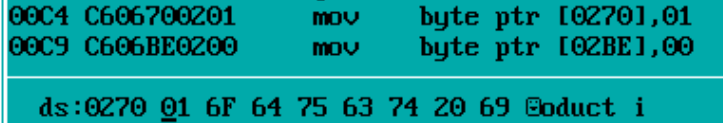 00C4 C606700201 mov byte ptr [0270],01
00C9 C606BE0200 mov byte ptr [02BE],00
ds:0270 01 6F 64 75 63 74 20 69 ☺oduct i